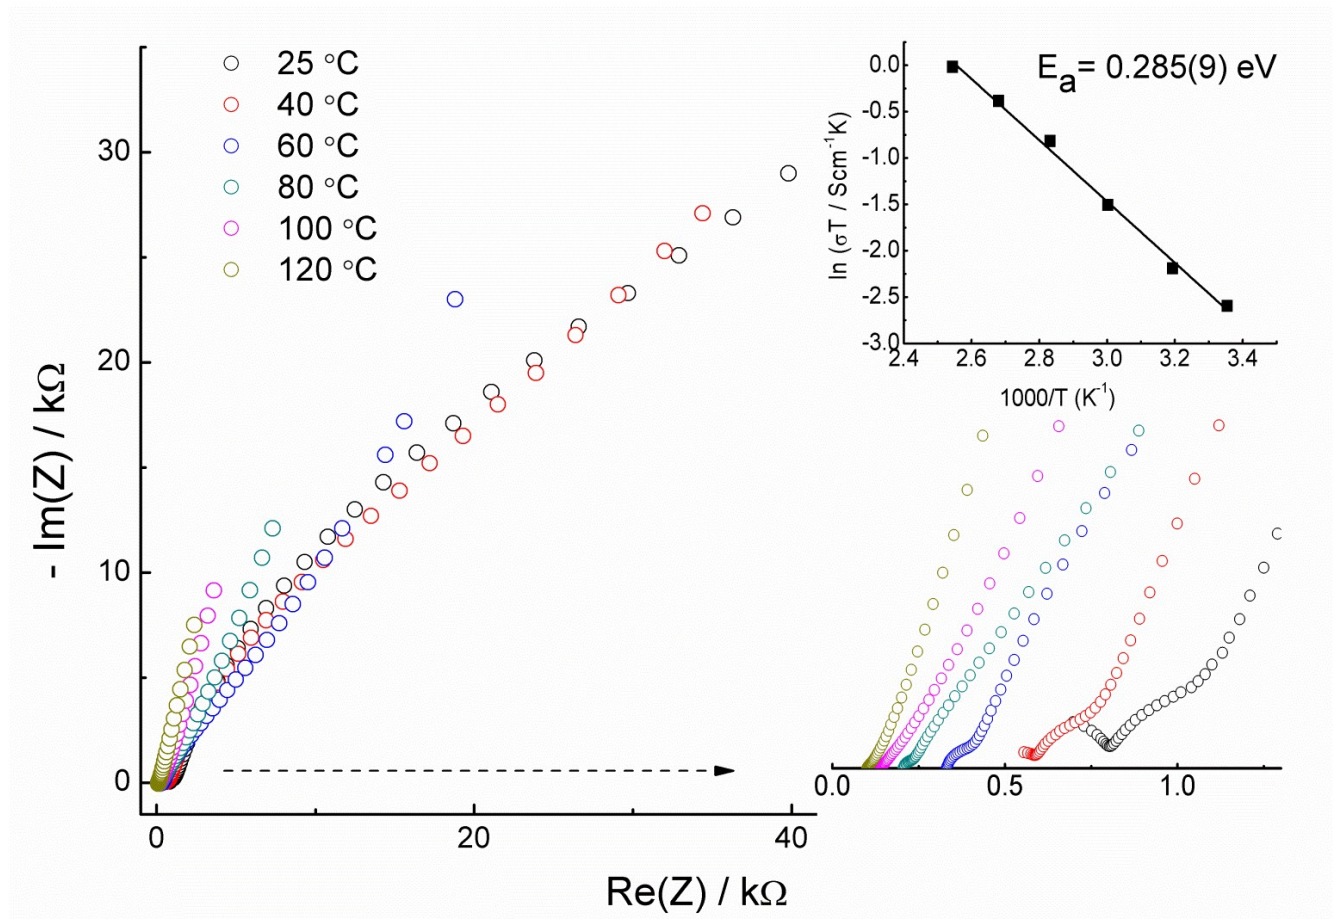 25 °C
40 °C
60 °C
80 °C
100 °C
120 °C
30
20
10
0
- Im(Z) / kΩ
0 20 40
Re(Z) / kΩ
Eₐ= 0.285(9) eV
0.0
-0.5
-1.0
-1.5
-2.0
-2.5
-3.0
ln (σT / Scm⁻¹K)
2.4 2.6 2.8 3.0 3.2 3.4
1000/T (K⁻¹)
0.0 0.5 1.0